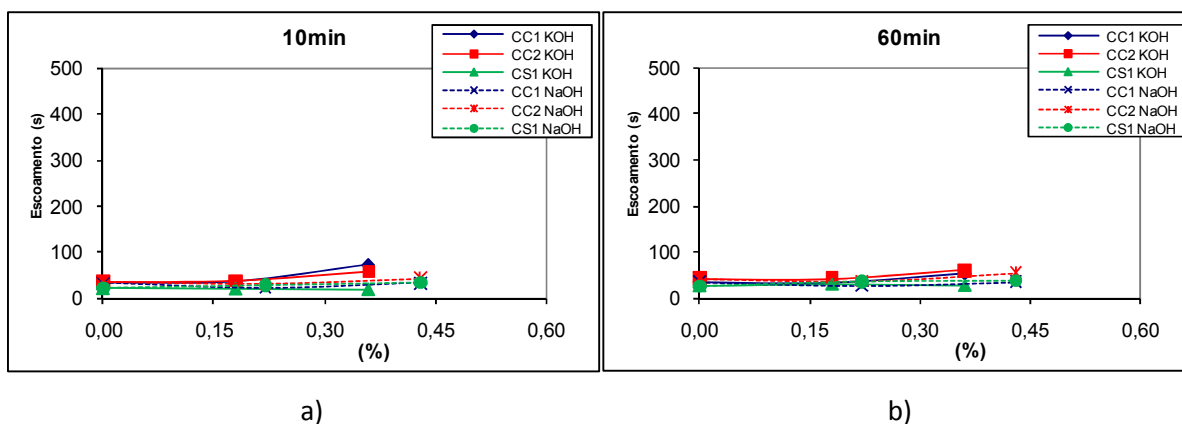 10min
CC1 KOH
CC2 KOH
CS1 KOH
CC1 NaOH
CC2 NaOH
CS1 NaOH
Escoamento (s)
500
400
300
200
100
0
0,00 0,15 0,30 0,45 0,60
(%)
a)
60min
CC1 KOH
CC2 KOH
CS1 KOH
CC1 NaOH
CC2 NaOH
CS1 NaOH
Escoamento (s)
500
400
300
200
100
0
0,00 0,15 0,30 0,45 0,60
(%)
b)